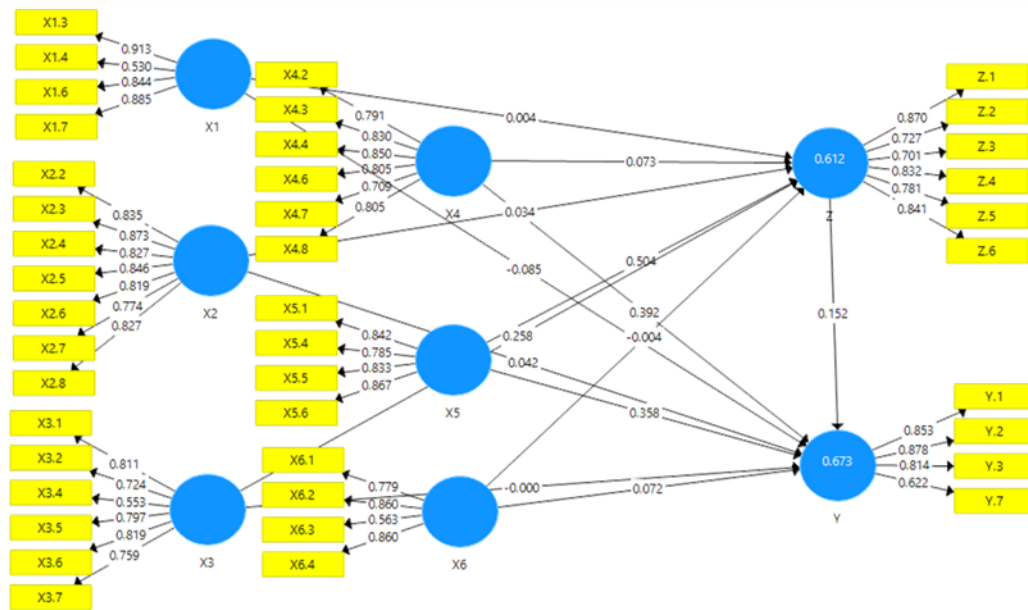 X1.3
X1.4
X1.6
X1.7
0.913
0.530
0.844
0.885
X1
X2.2
X2.3
X2.4
X2.5
X2.6
X2.7
X2.8
0.835
0.873
0.827
0.846
0.819
0.774
0.827
X2
X3.1
X3.2
X3.4
X3.5
X3.6
X3.7
0.811
0.724
0.553
0.797
0.819
0.759
X3
X4.2
X4.3
X4.4
X4.6
X4.7
X4.8
0.791
0.830
0.850
0.805
0.709
0.805
X4
X5.1
X5.4
X5.5
X5.6
0.842
0.785
0.833
0.867
X5
X6.1
X6.2
X6.3
X6.4
0.779
0.860
0.563
0.860
X6
0.004
0.073
0.034
-0.085
0.504
0.392
0.258
-0.004
0.042
0.358
-0.000
0.072
0.152
0.612
Z
0.870
0.727
0.701
0.832
0.781
0.841
Z.1
Z.2
Z.3
Z.4
Z.5
Z.6
0.673
Y
0.853
0.878
0.814
0.622
Y.1
Y.2
Y.3
Y.7